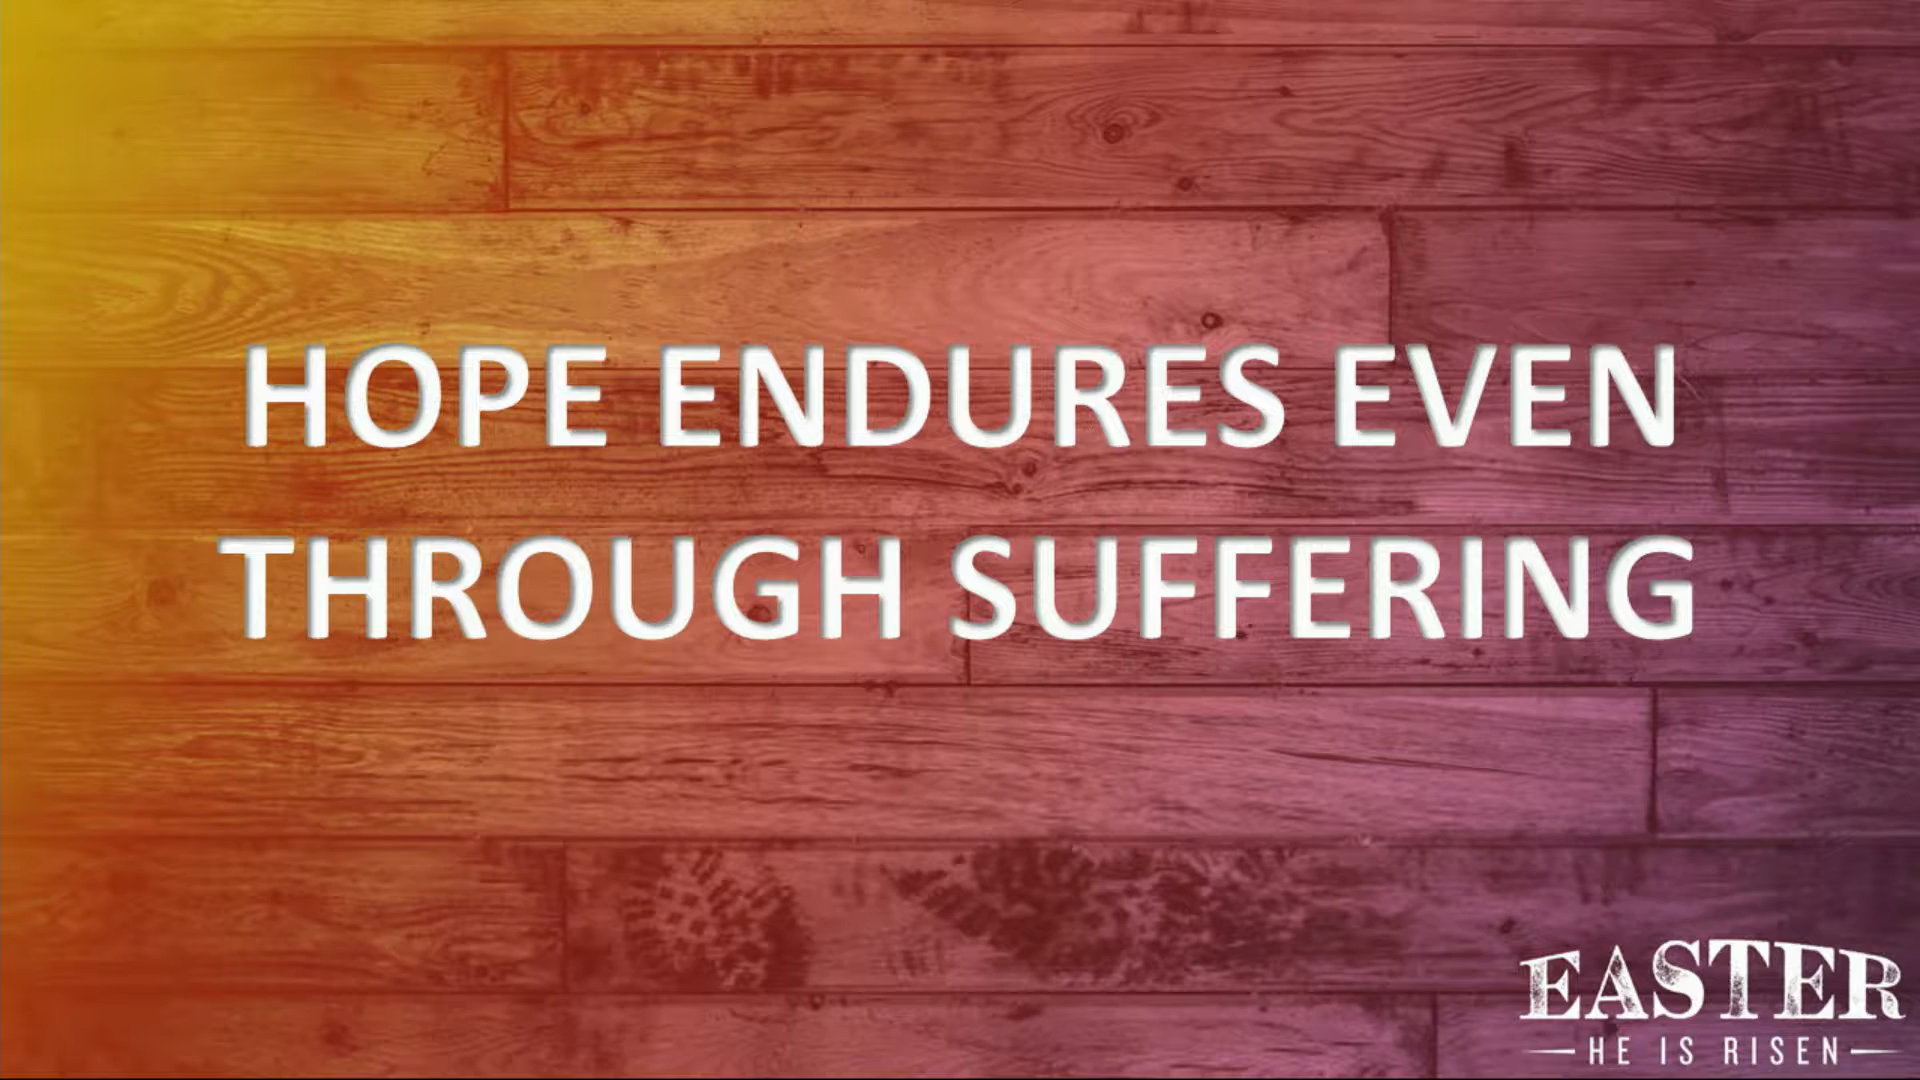 HOPE ENDURES EVEN
THROUGH SUFFERING
EASTER
HE IS RISEN